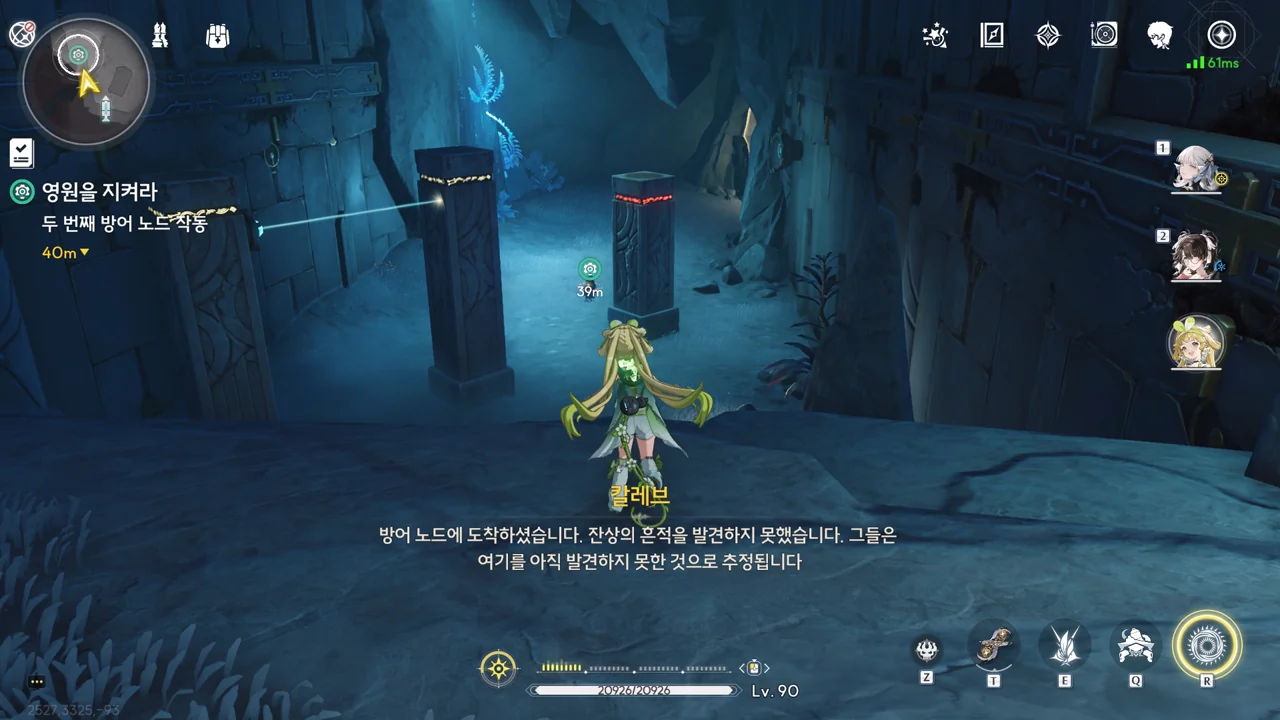 61ms
1
영원을 지켜라
두 번째 방어 노드 작동
40m
2
39m
칼레브
방어 노드에 도착하셨습니다. 잔상의 흔적을 발견하지 못했습니다. 그들은
여기를 아직 발견하지 못한 것으로 추정됩니다
Z
T
E
Q
R
20926/20926
Lv. 90
2527,3325,-93